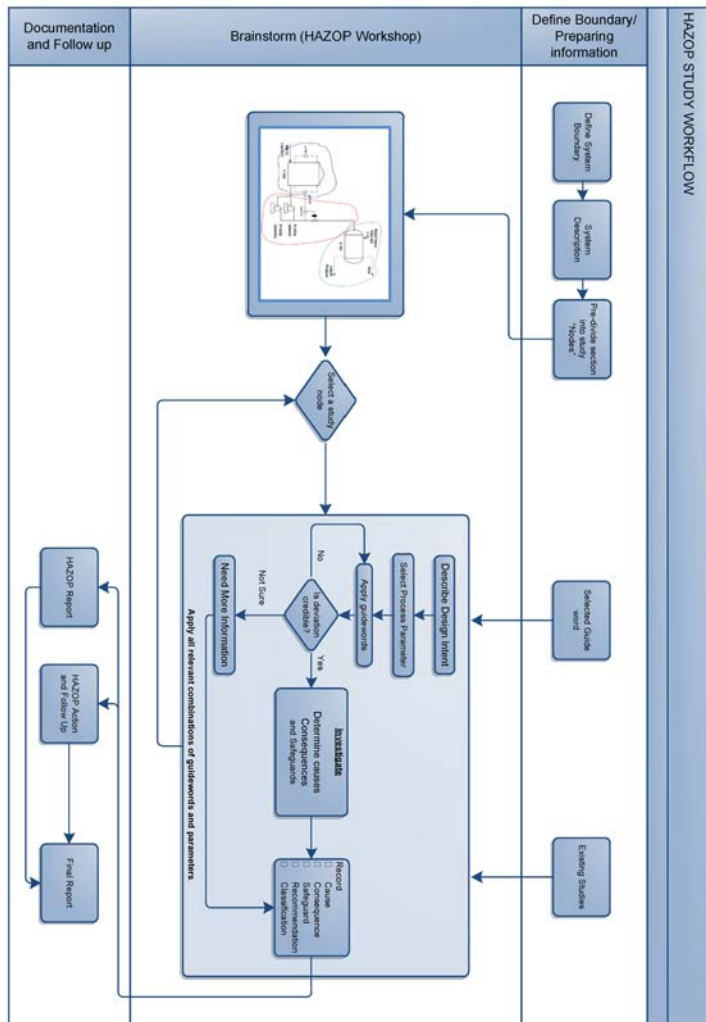 HAZOP STUDY WORKFLOW
Define Boundary/
Preparing
information
Define System
Boundary
System
Description
Pre-divide section
into study
"Nodes"
Selected Guide
word
Existing Studies
Brainstorm (HAZOP Workshop)
Select a study
node
Describe Design Intent
Select Process Parameter
Apply guidewords
Is deviation
credible?
No
Yes
Not Sure
Need More Information
Investigate
Determine causes
Consequences
and Safeguards
Record
Cause
Consequence
Safeguard
Recommendation
Classification
Apply all relevant combinations of guidewords and parameters.
Documentation
and Follow up
HAZOP Report
HAZOP Action
and Follow Up
Final Report